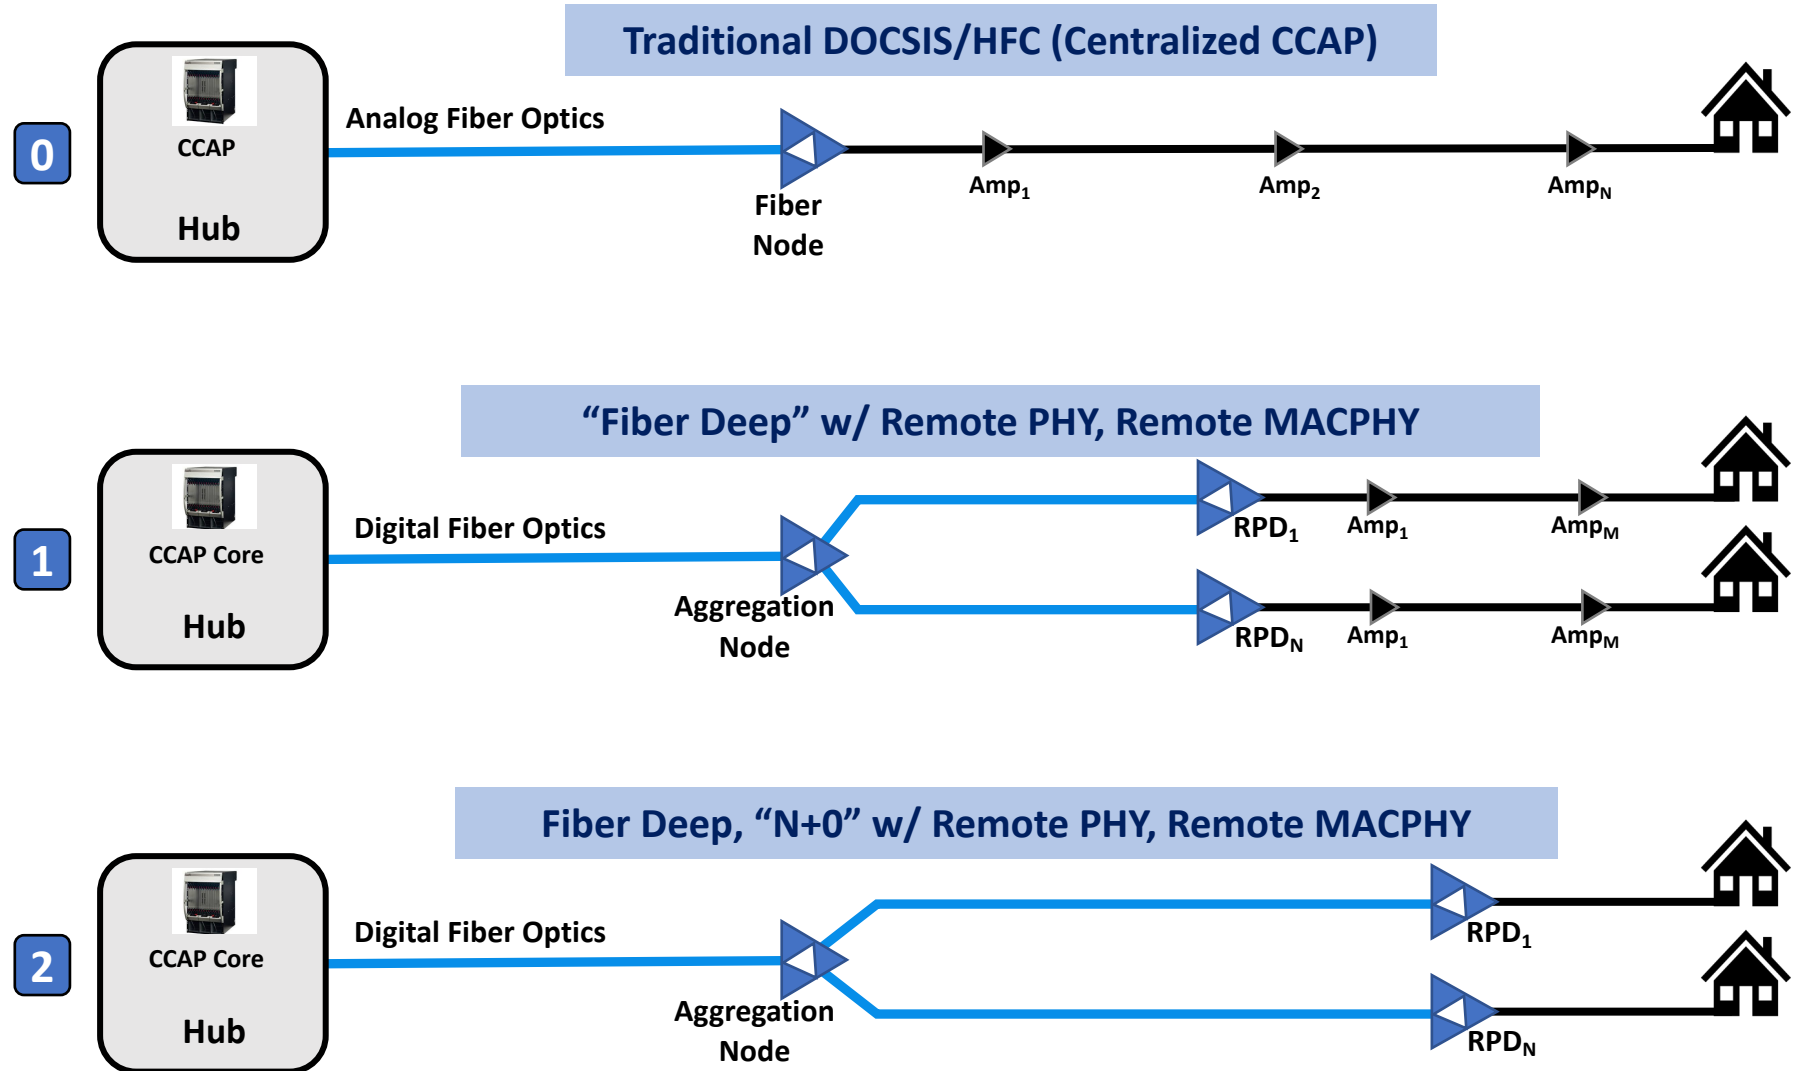 Traditional DOCSIS/HFC (Centralized CCAP)
0
CCAP
Hub
Analog Fiber Optics
Fiber
Node
Amp₁
Amp₂
Ampₙ
“Fiber Deep” w/ Remote PHY, Remote MACPHY
1
CCAP Core
Hub
Digital Fiber Optics
Aggregation
Node
RPD₁
Amp₁
Ampₘ
RPDₙ
Amp₁
Ampₘ
Fiber Deep, “N+0” w/ Remote PHY, Remote MACPHY
2
CCAP Core
Hub
Digital Fiber Optics
Aggregation
Node
RPD₁
RPDₙ